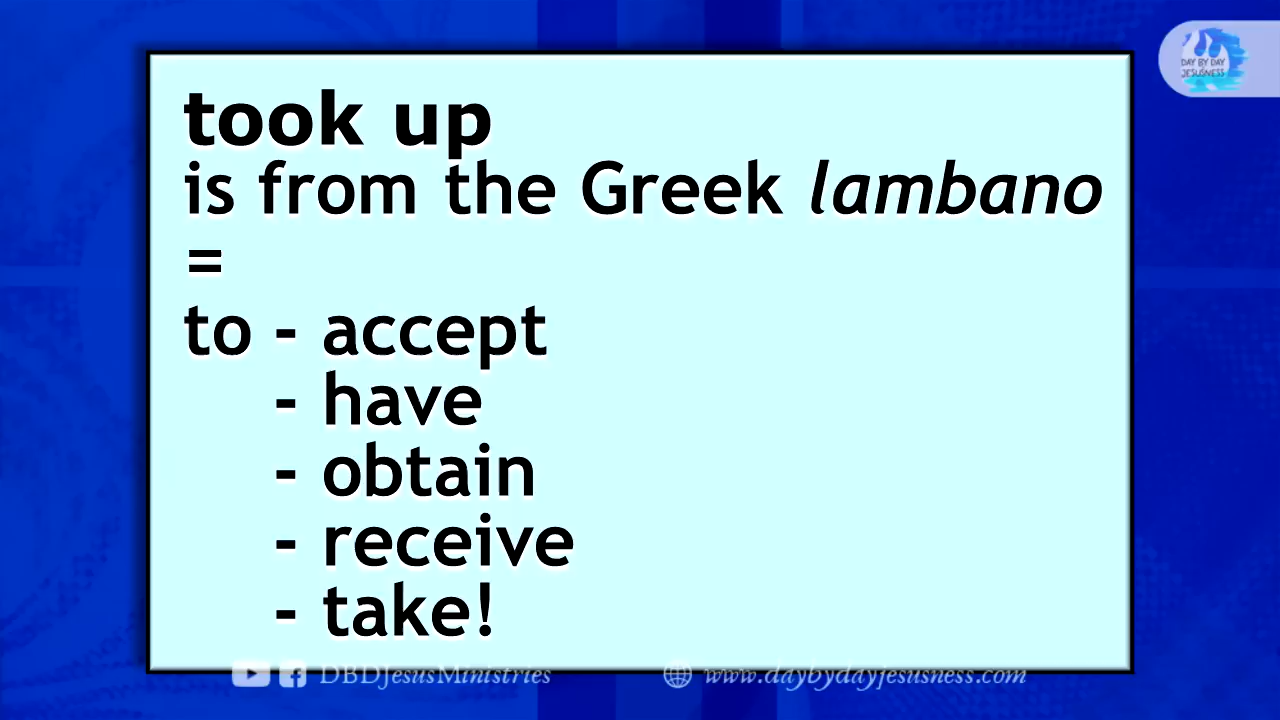 DAY BY DAY
JESUSNESS
took up
is from the Greek lambano
=
to - accept
- have
- obtain
- receive
- take!
DBDJesusMinistries
www.daybydayjesusness.com